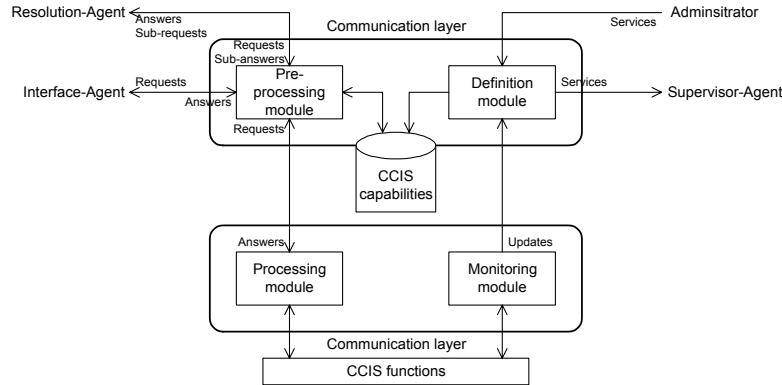 Resolution-Agent
Answers
Sub-requests
Communication layer
Services
Adminsitrator
Requests
Sub-answers
Interface-Agent
Requests
Answers
Pre-
processing
module
Requests
Definition
module
Services
Supervisor-Agent
CCIS
capabilities
Answers
Updates
Processing
module
Monitoring
module
Communication layer
CCIS functions